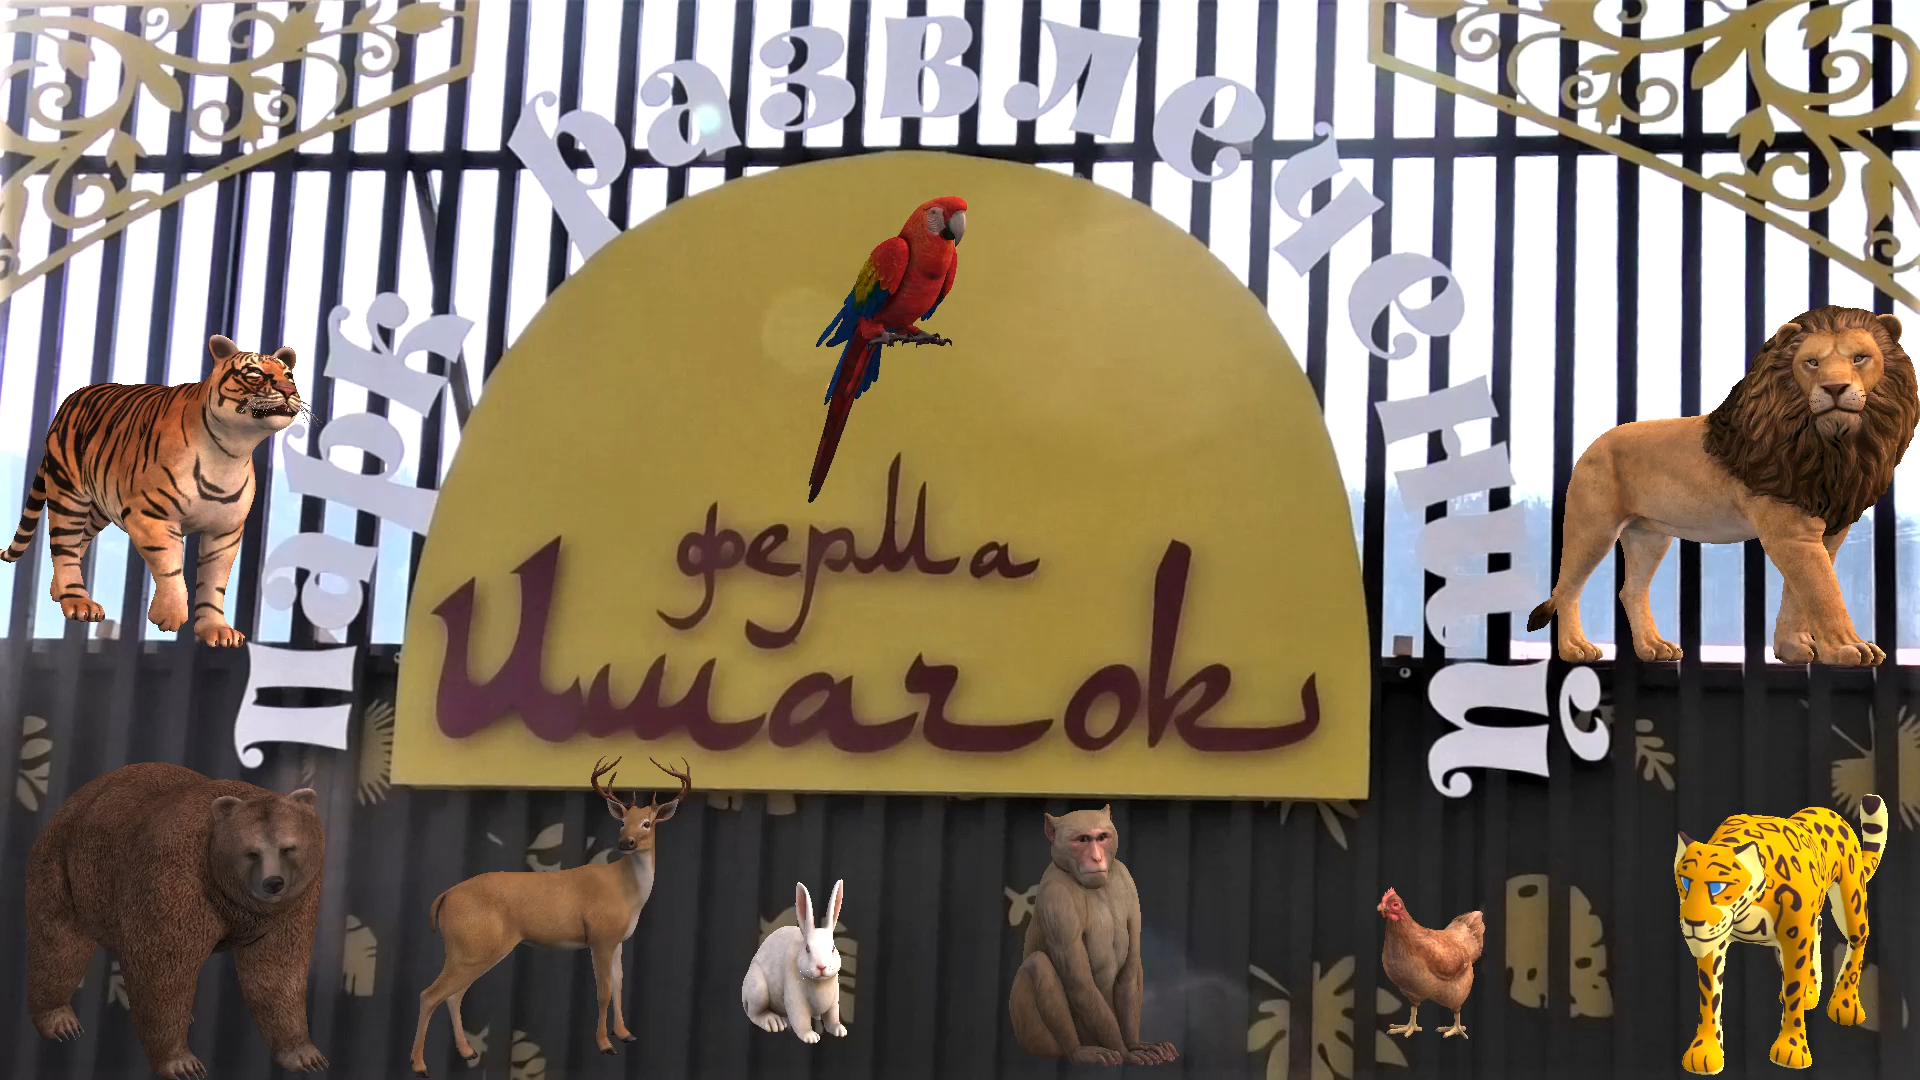 парк развлечений
ферма
Ишачок